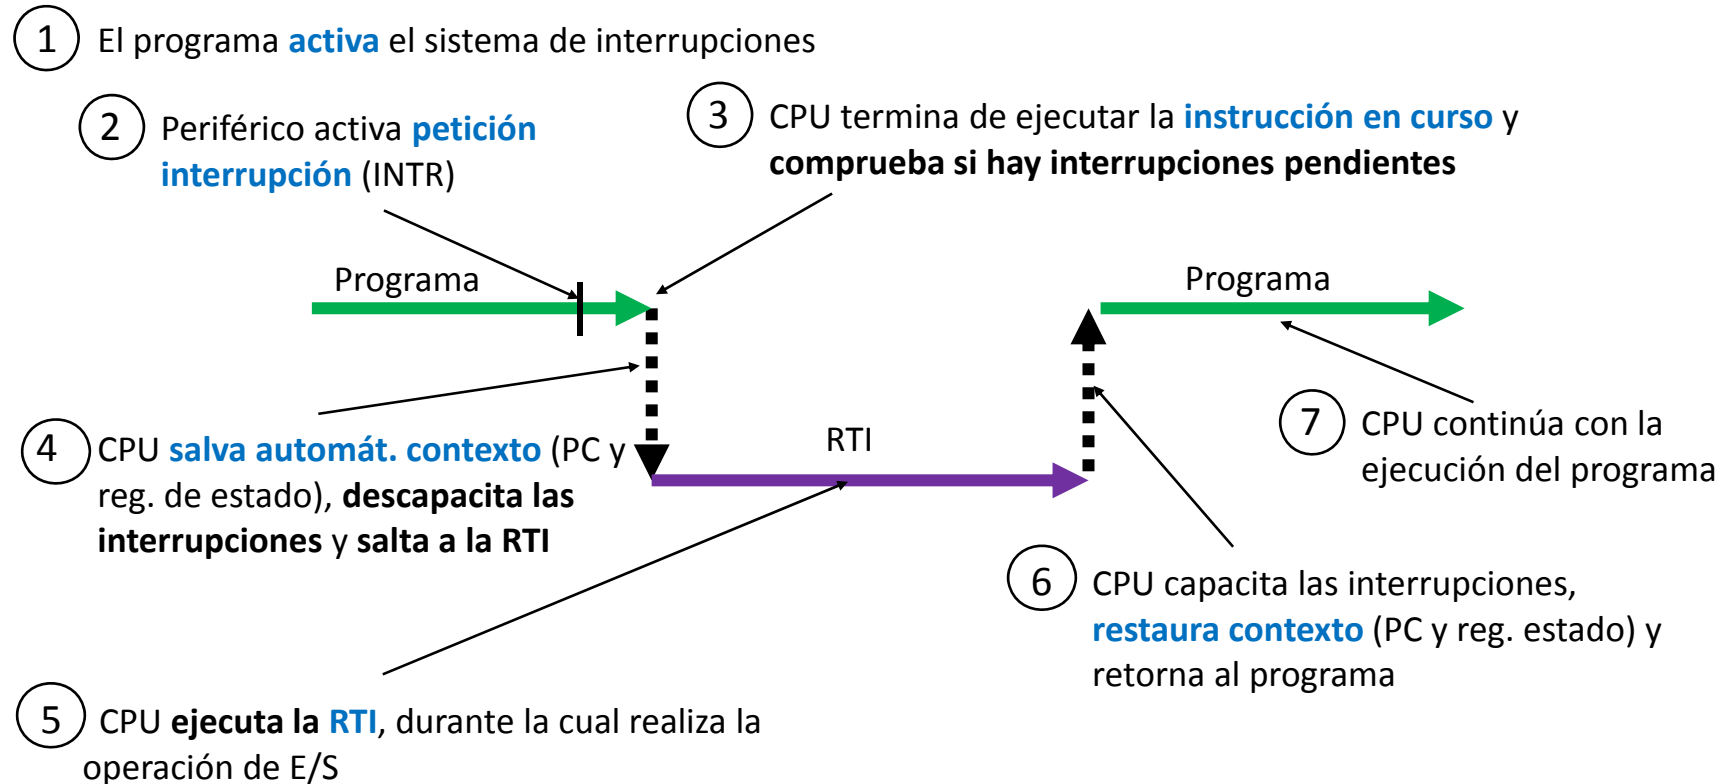 1 El programa activa el sistema de interrupciones
2 Periférico activa petición
interrupción (INTR)
3 CPU termina de ejecutar la instrucción en curso y
comprueba si hay interrupciones pendientes
Programa
Programa
4 CPU salva automát. contexto (PC y
reg. de estado), descapacita las
interrupciones y salta a la RTI
RTI
7 CPU continúa con la
ejecución del programa
6 CPU capacita las interrupciones,
restaura contexto (PC y reg. estado) y
retorna al programa
5 CPU ejecuta la RTI, durante la cual realiza la
operación de E/S